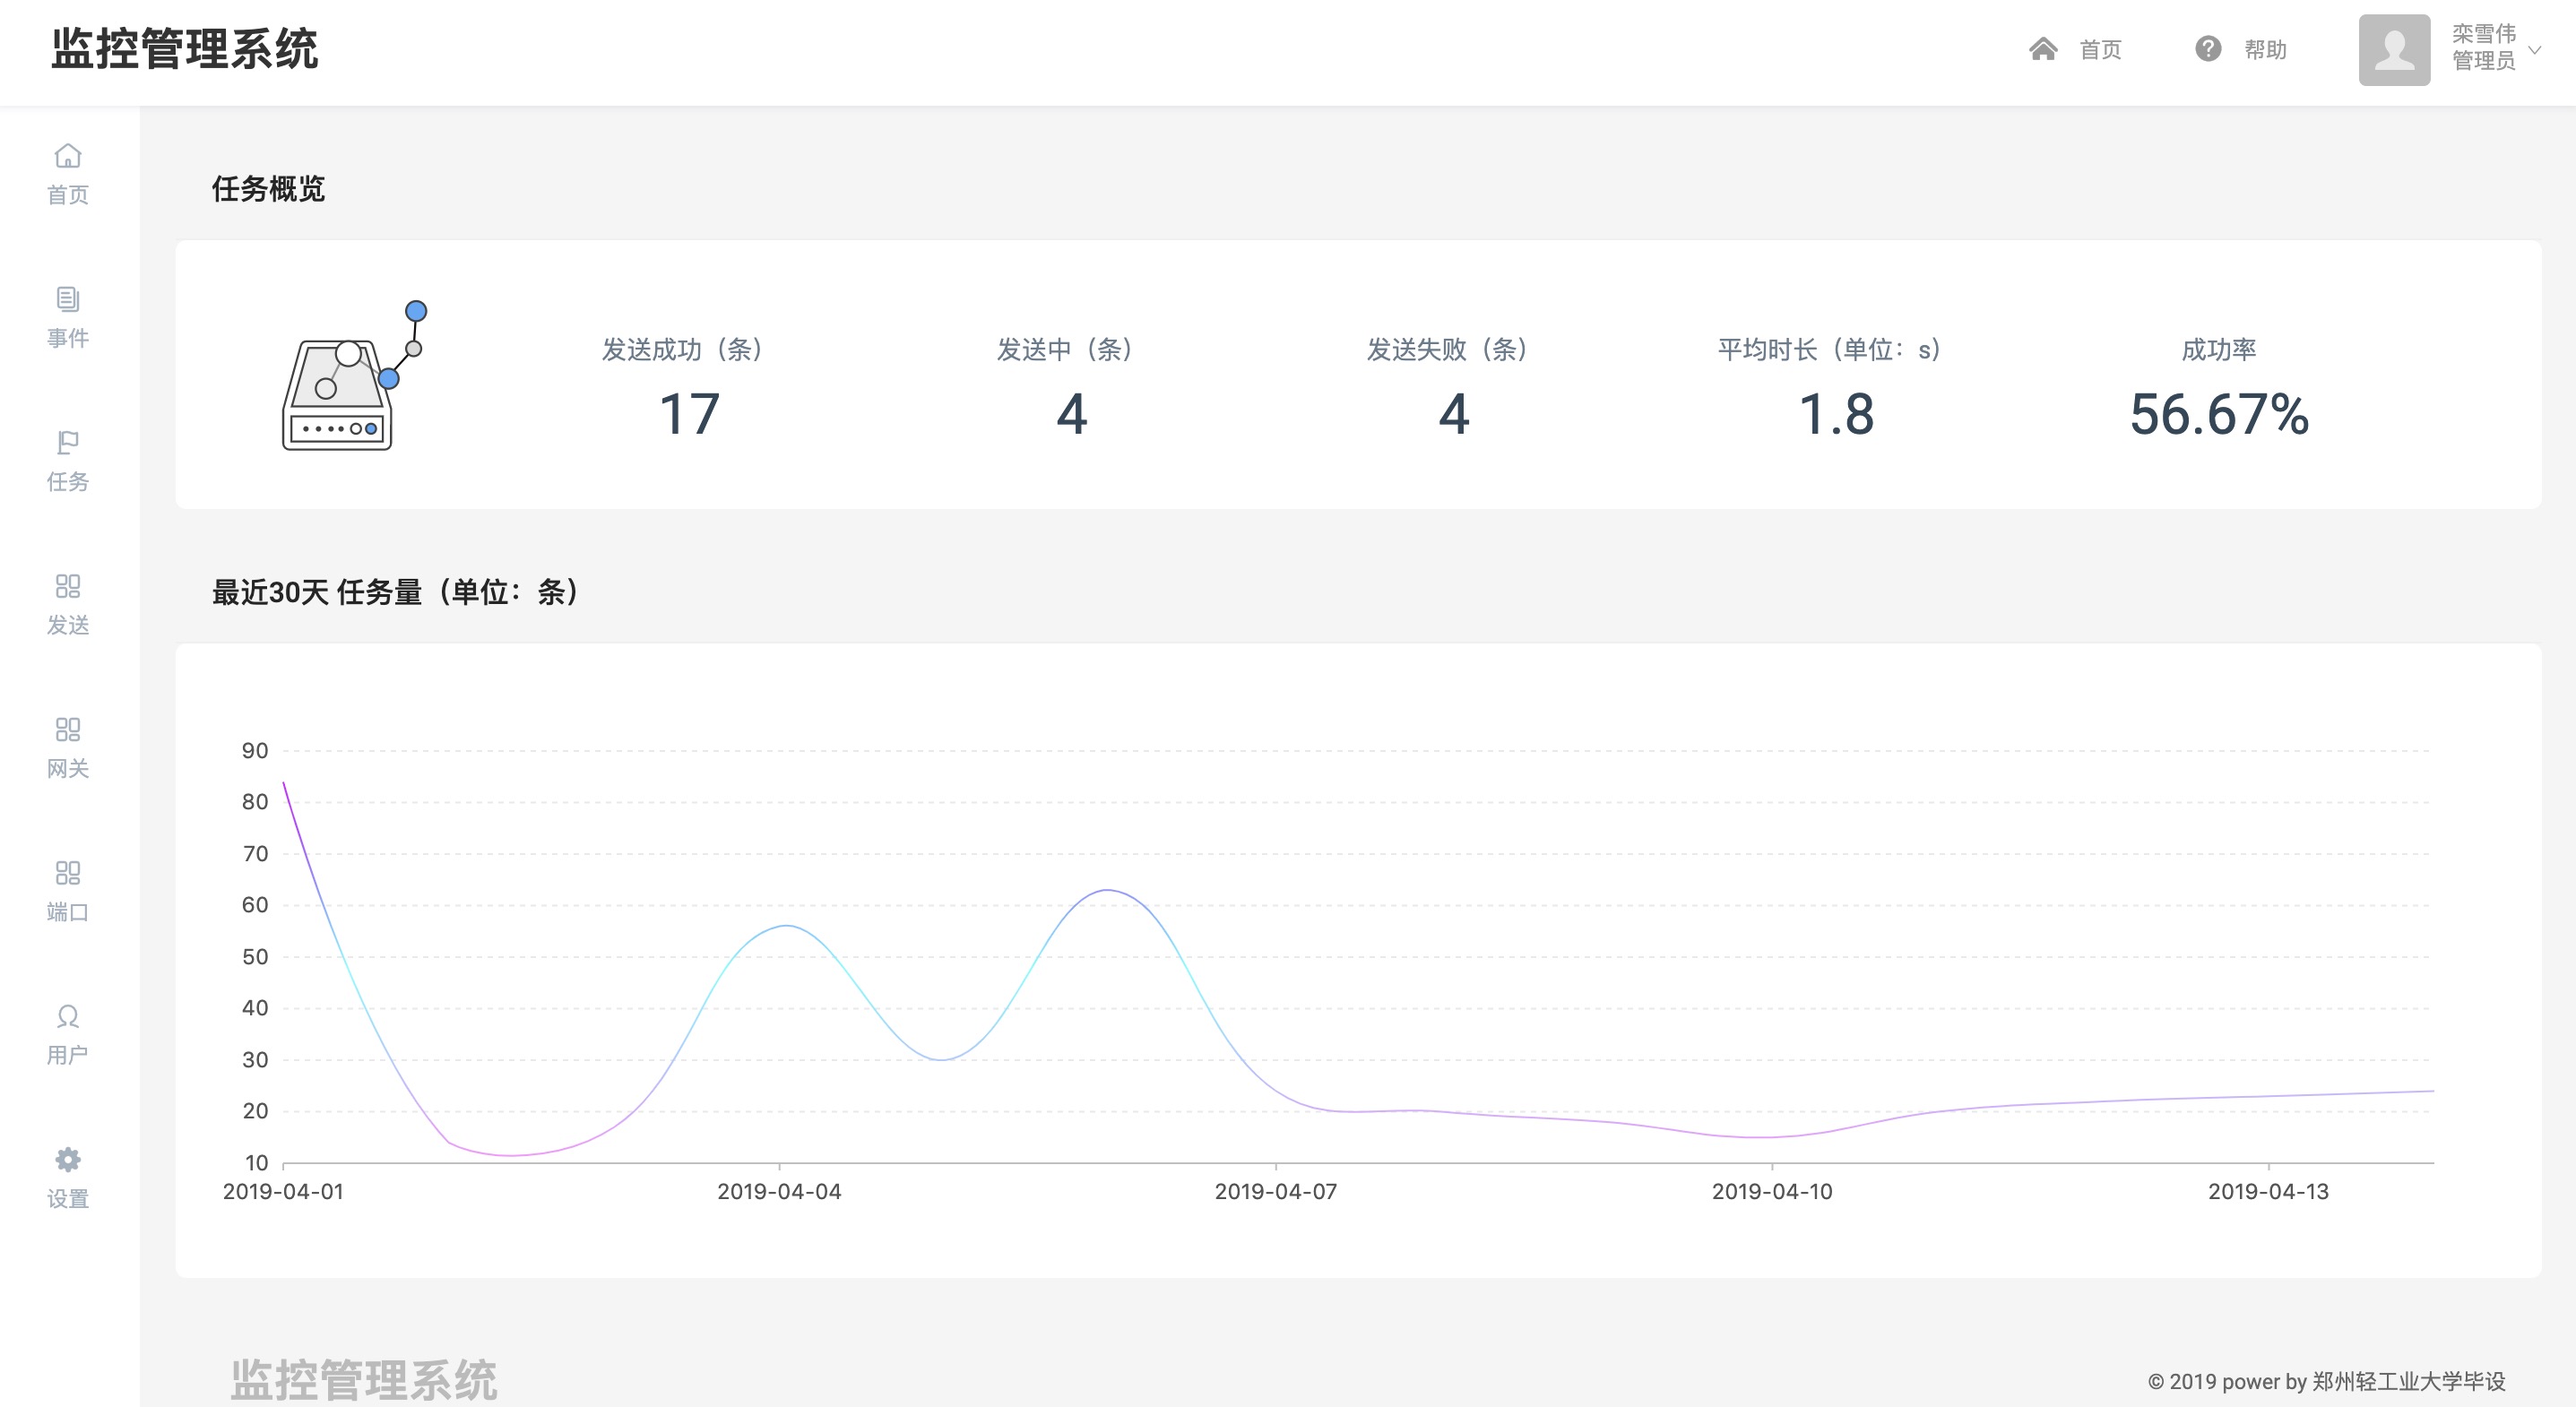 监控管理系统
首页
帮助
栾雪伟
管理员
首页
事件
任务
发送
网关
端口
用户
设置
任务概览
发送成功（条）
17
发送中（条）
4
发送失败（条）
4
平均时长（单位：s）
1.8
成功率
56.67%
最近30天 任务量（单位：条）
90
80
70
60
50
40
30
20
10
2019-04-01
2019-04-04
2019-04-07
2019-04-10
2019-04-13
监控管理系统
© 2019 power by 郑州轻工业大学毕设